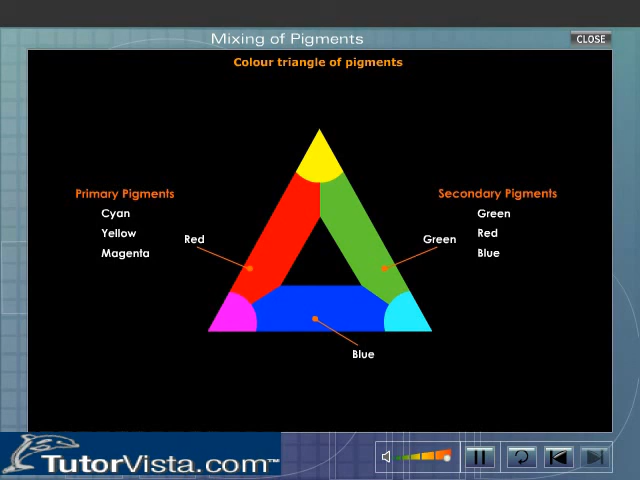 Mixing of Pigments
CLOSE
Colour triangle of pigments
Primary Pigments
Cyan
Yellow
Magenta
Secondary Pigments
Green
Red
Blue
Red
Green
Blue
TutorVista.com™